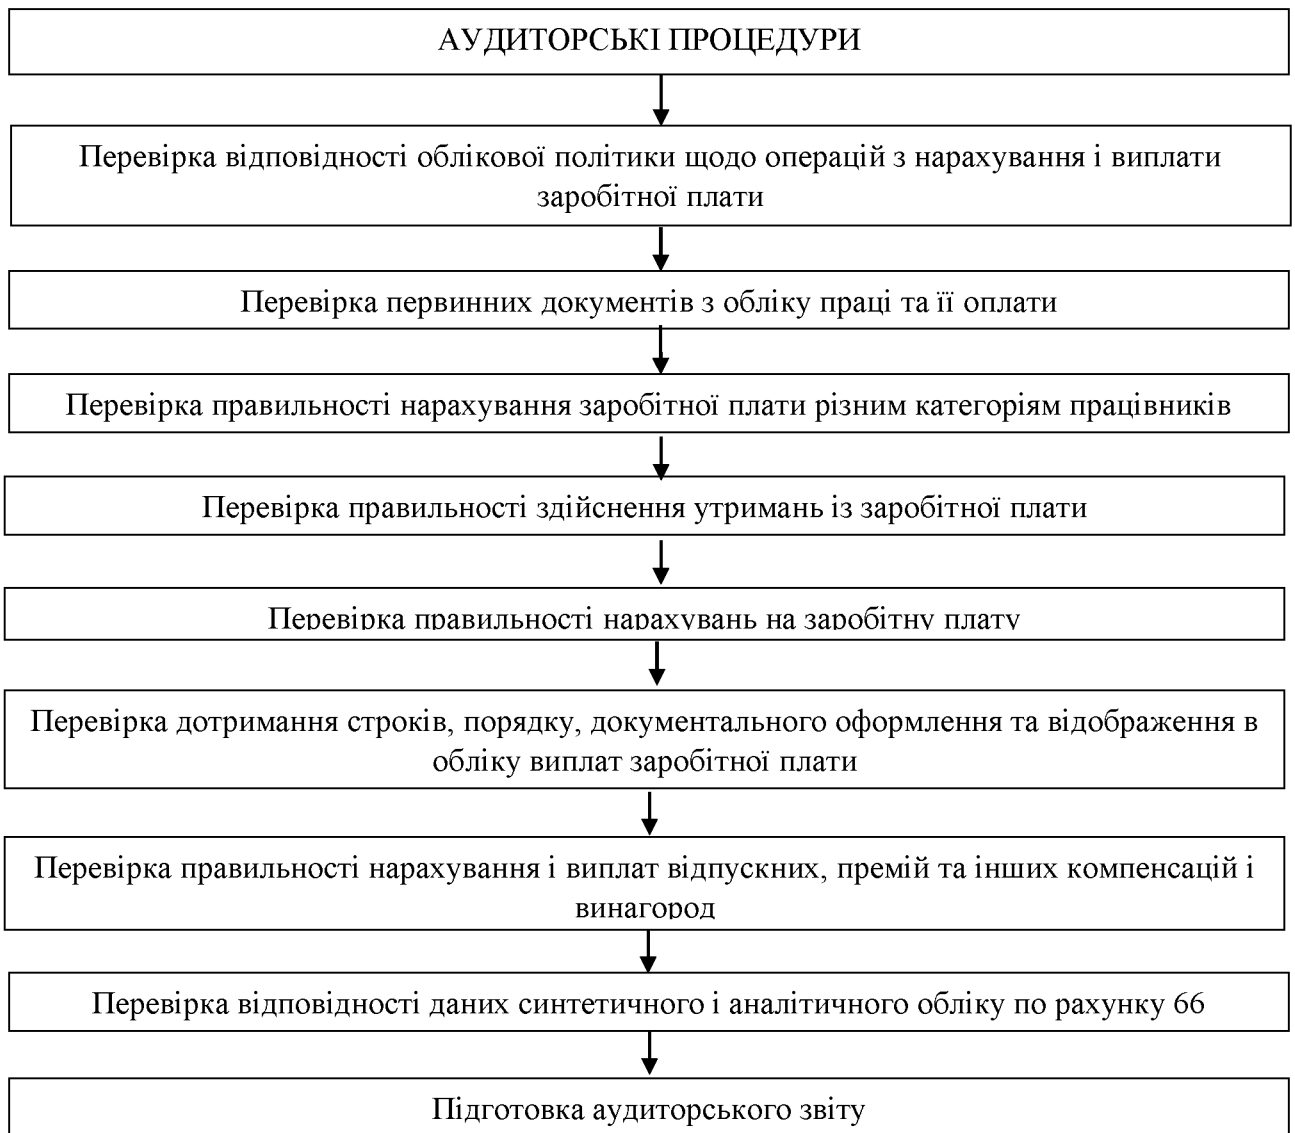 АУДИТОРСЬКІ ПРОЦЕДУРИ
Перевірка відповідності облікової політики щодо операцій з нарахування і виплати
заробітної плати
Перевірка первинних документів з обліку праці та її оплати
Перевірка правильності нарахування заробітної плати різним категоріям працівників
Перевірка правильності здійснення утримань із заробітної плати
Перевірка правильності нарахувань на заробітну плату
Перевірка дотримання строків, порядку, документального оформлення та відображення в
обліку виплат заробітної плати
Перевірка правильності нарахування і виплат відпускних, премій та інших компенсацій і
винагород
Перевірка відповідності даних синтетичного і аналітичного обліку по рахунку 66
Підготовка аудиторського звіту